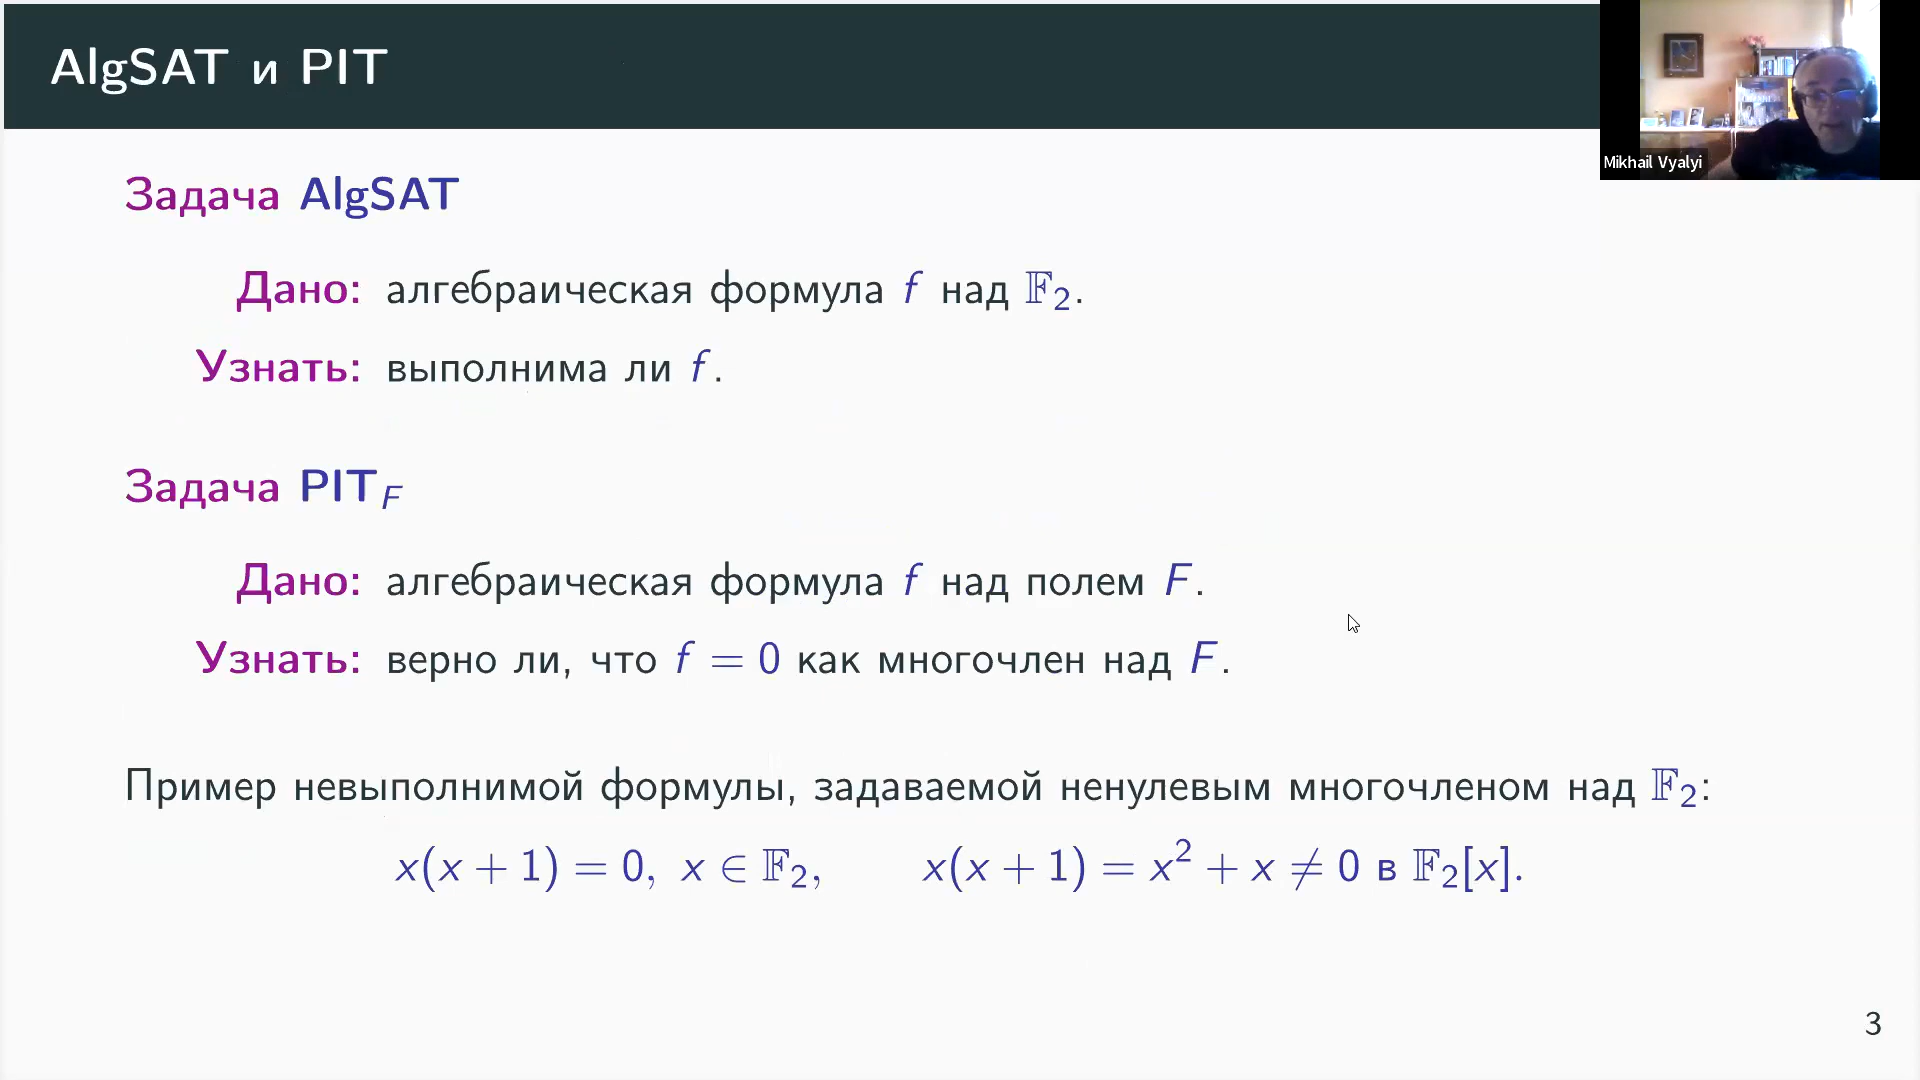 AlgSAT и PIT
Mikhail Vyalyi
Задача AlgSAT
Дано: алгебраическая формула f над 𝔽₂.
Узнать: выполнима ли f.
Задача PIT_F
Дано: алгебраическая формула f над полем F.
Узнать: верно ли, что f = 0 как многочлен над F.
Пример невыполнимой формулы, задаваемой ненулевым многочленом над 𝔽₂:
x(x + 1) = 0, x ∈ 𝔽₂, x(x + 1) = x² + x ≠ 0 в 𝔽₂[x].
3